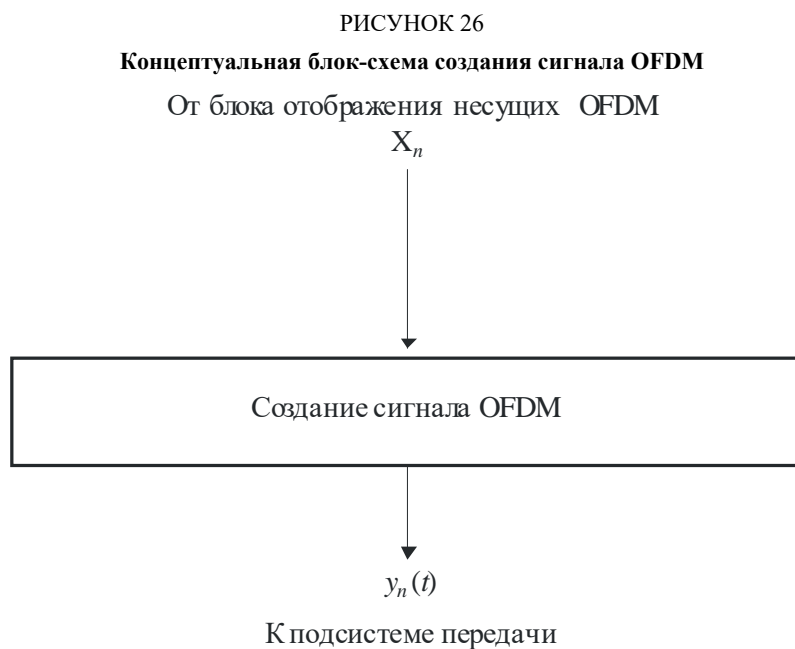 РИСУНОК 26
Концептуальная блок-схема создания сигнала OFDM
От блока отображения несущих OFDM
Xₙ
Создание сигнала OFDM
yₙ(t)
К подсистеме передачи